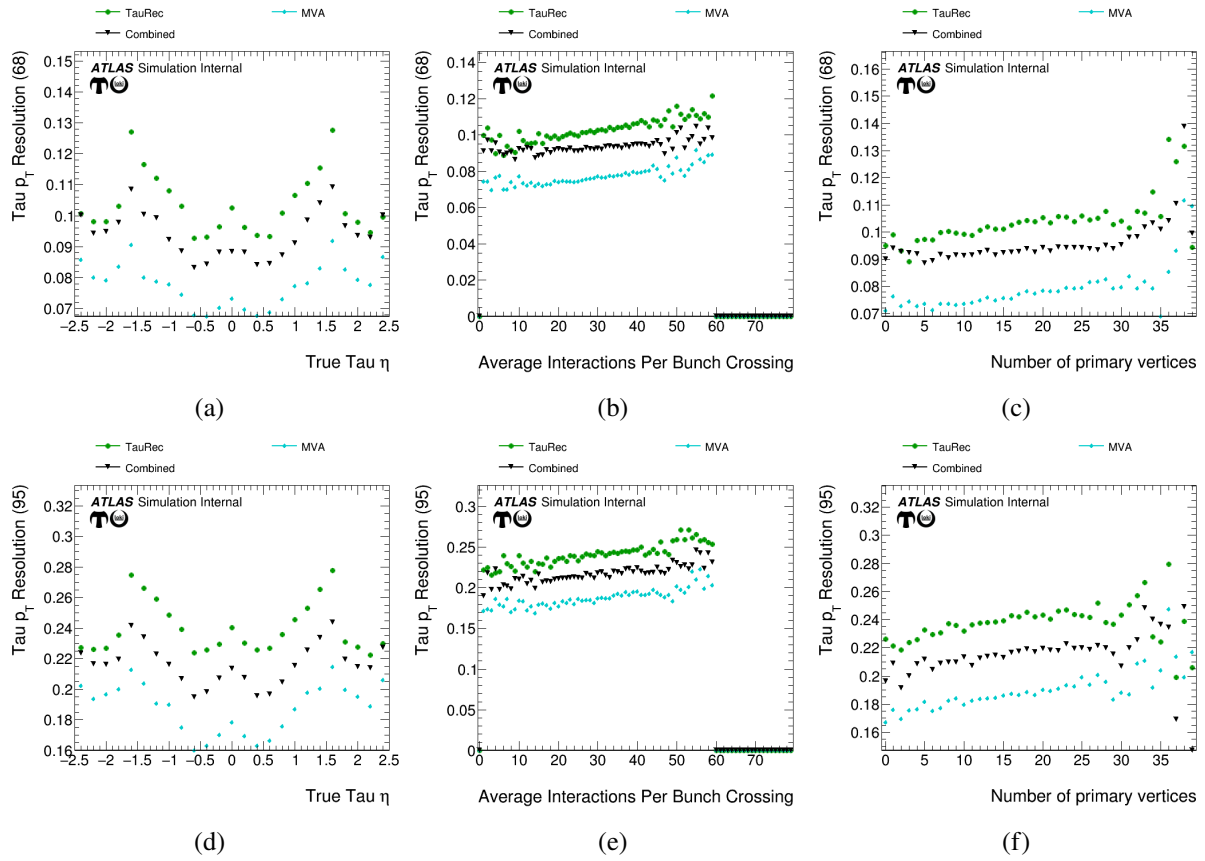 TauRec MVA
Combined
Tau pT Resolution (68)
ATLAS Simulation Internal
0.15
0.14
0.13
0.12
0.11
0.1
0.09
0.08
0.07
−2.5 −2 −1.5 −1 −0.5 0 0.5 1 1.5 2 2.5
True Tau η
(a)
TauRec MVA
Combined
Tau pT Resolution (68)
ATLAS Simulation Internal
0.14
0.12
0.1
0.08
0.06
0.04
0.02
0
0 10 20 30 40 50 60 70
Average Interactions Per Bunch Crossing
(b)
TauRec MVA
Combined
Tau pT Resolution (68)
ATLAS Simulation Internal
0.16
0.15
0.14
0.13
0.12
0.11
0.1
0.09
0.08
0.07
0 5 10 15 20 25 30 35
Number of primary vertices
(c)
TauRec MVA
Combined
Tau pT Resolution (95)
ATLAS Simulation Internal
0.32
0.3
0.28
0.26
0.24
0.22
0.2
0.18
0.16
−2.5 −2 −1.5 −1 −0.5 0 0.5 1 1.5 2 2.5
True Tau η
(d)
TauRec MVA
Combined
Tau pT Resolution (95)
ATLAS Simulation Internal
0.3
0.25
0.2
0.15
0.1
0.05
0
0 10 20 30 40 50 60 70
Average Interactions Per Bunch Crossing
(e)
TauRec MVA
Combined
Tau pT Resolution (95)
ATLAS Simulation Internal
0.32
0.3
0.28
0.26
0.24
0.22
0.2
0.18
0.16
0 5 10 15 20 25 30 35
Number of primary vertices
(f)